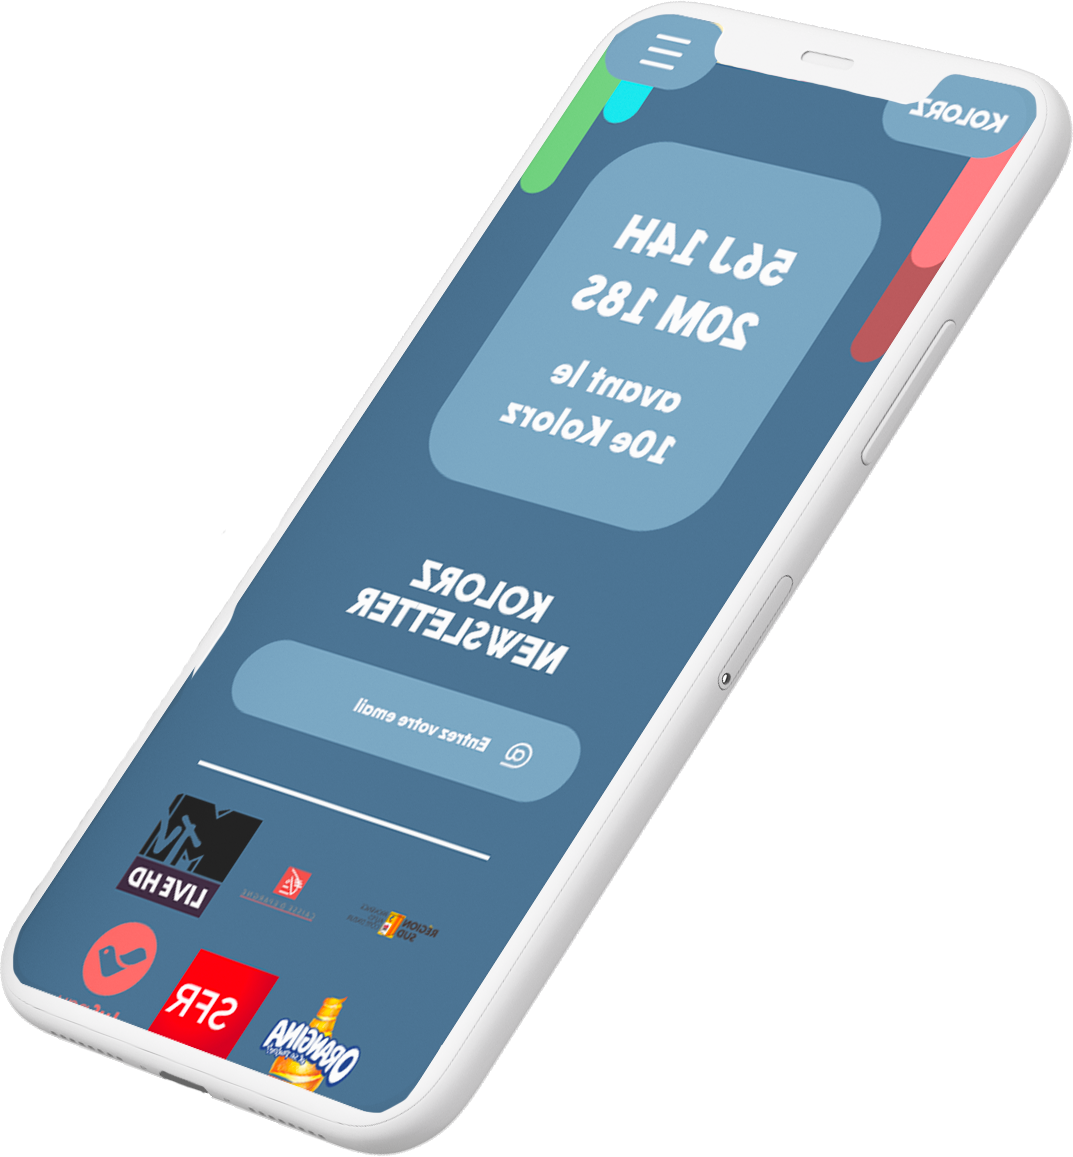 KOLORZ
56J 14H
20M 18S
avant le
10e Kolorz
KOLORZ
NEWSLETTER
@ Entrez votre email
LIVE HD
CAISSE D'EPARGNE
REGION
SUD
SFR
ORANGINA